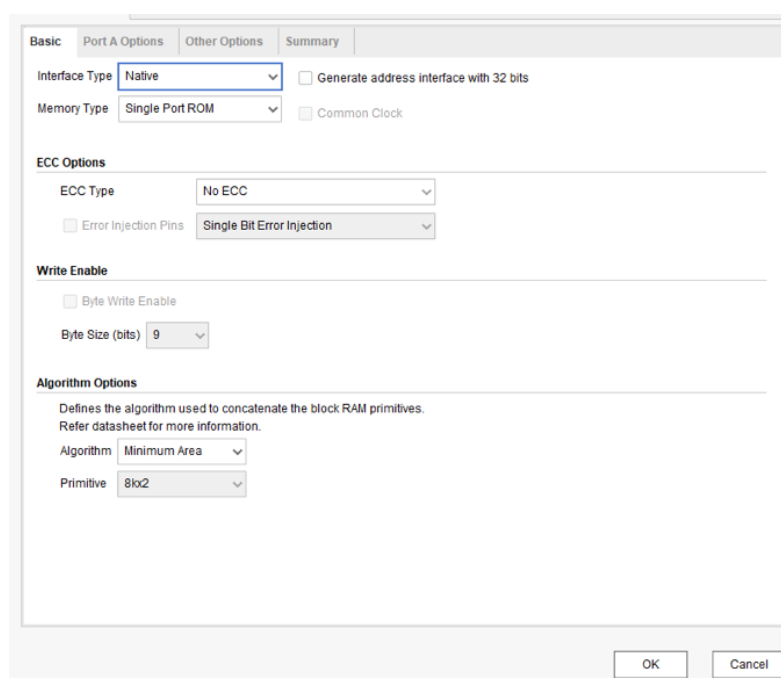 Basic Port A Options Other Options Summary
Interface Type Native Generate address interface with 32 bits
Memory Type Single Port ROM Common Clock
ECC Options
ECC Type No ECC
Error Injection Pins Single Bit Error Injection
Write Enable
Byte Write Enable
Byte Size (bits) 9
Algorithm Options
Defines the algorithm used to concatenate the block RAM primitives.
Refer datasheet for more information.
Algorithm Minimum Area
Primitive 8kx2
OK Cancel